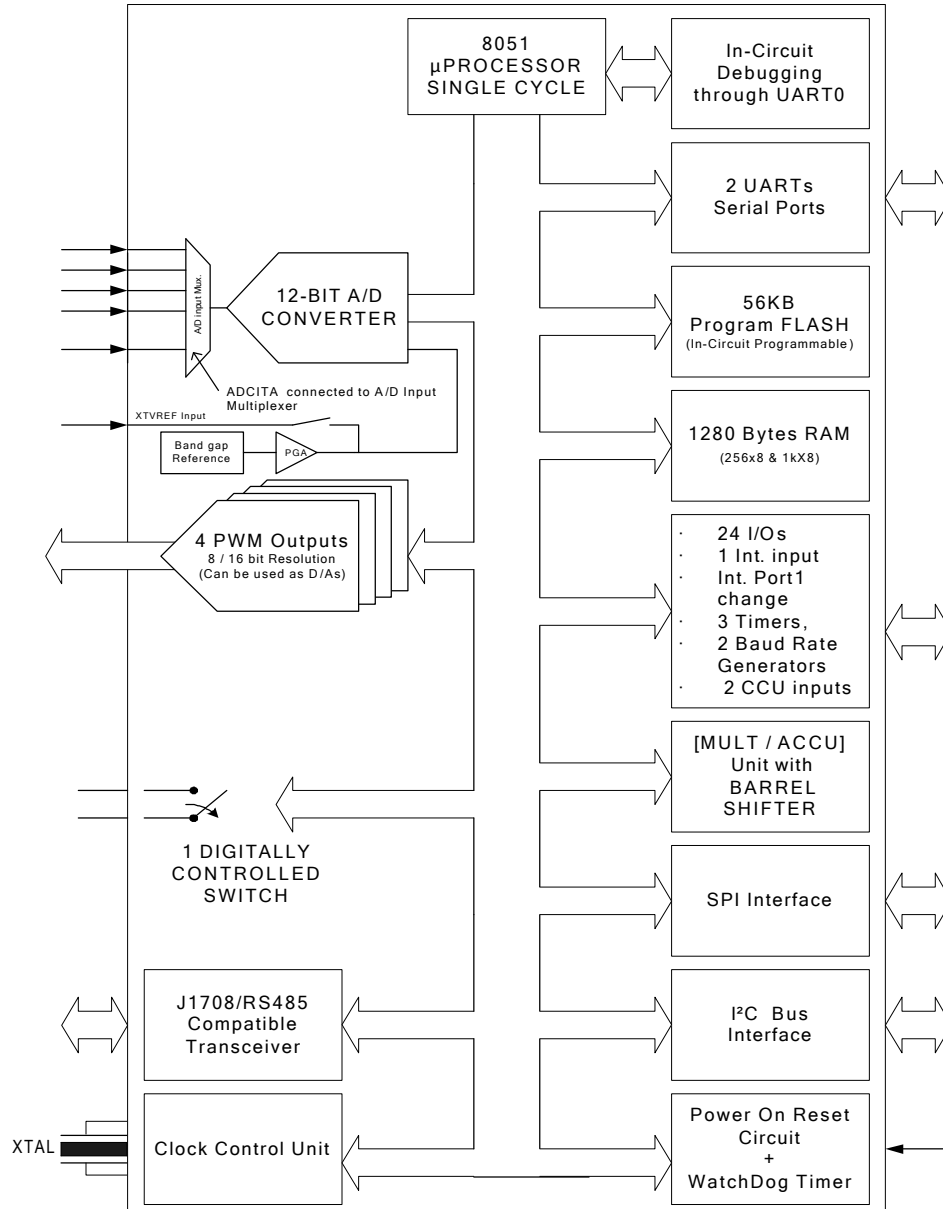 8051
µPROCESSOR
SINGLE CYCLE
In-Circuit
Debugging
through UART0
2 UARTs
Serial Ports
A/D input Mux.
12-BIT A/D
CONVERTER
56KB
Program FLASH
(In-Circuit Programmable)
ADCITA connected to A/D Input
Multiplexer
XTVREF Input
Band gap
Reference
PGA
1280 Bytes RAM
(256x8 & 1kX8)
4 PWM Outputs
8 / 16 bit Resolution
(Can be used as D/As)
· 24 I/Os
· 1 Int. input
· Int. Port1
change
· 3 Timers,
· 2 Baud Rate
Generators
· 2 CCU inputs
[MULT / ACCU]
Unit with
BARREL
SHIFTER
1 DIGITALLY
CONTROLLED
SWITCH
SPI Interface
J1708/RS485
Compatible
Transceiver
I²C Bus
Interface
XTAL
Clock Control Unit
Power On Reset
Circuit
+
WatchDog Timer